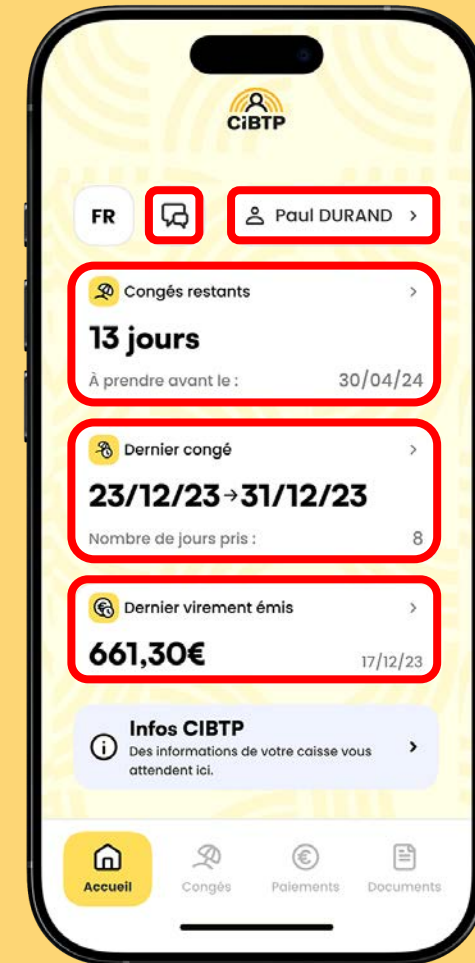 CiBTP
FR
Paul DURAND
Congés restants
13 jours
À prendre avant le :
30/04/24
Dernier congé
23/12/23→31/12/23
Nombre de jours pris :
8
Dernier virement émis
661,30€
17/12/23
Infos CIBTP
Des informations de votre caisse vous
attendent ici.
Accueil
Congés
Paiements
Documents